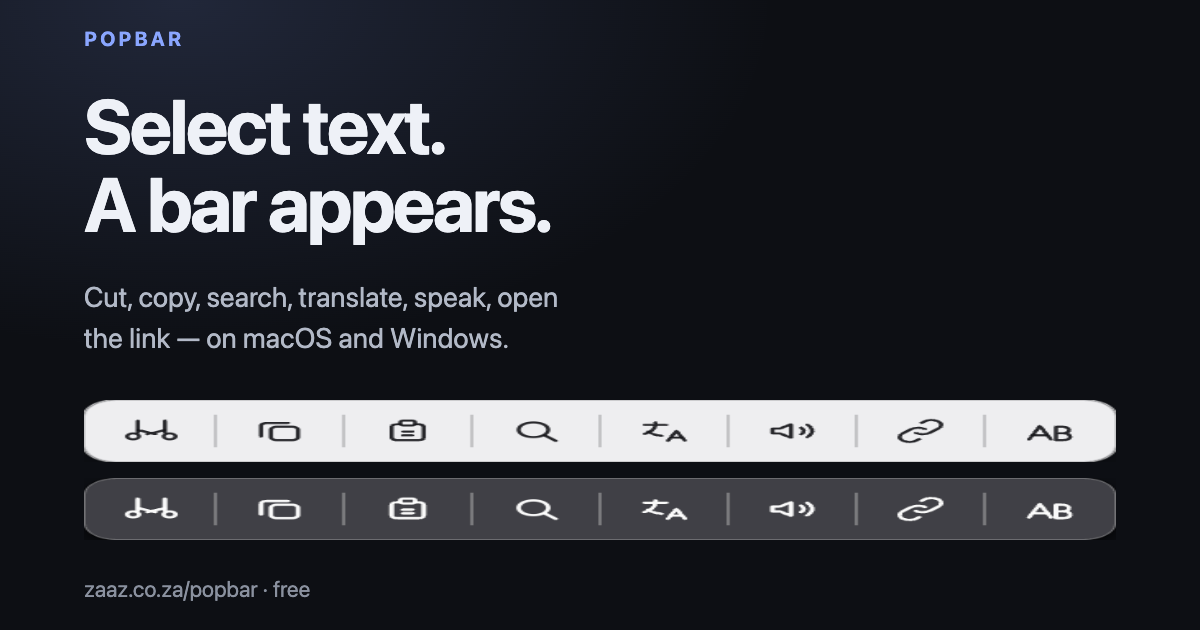 POPBAR
Select text.
A bar appears.
Cut, copy, search, translate, speak, open
the link — on macOS and Windows.
AB
AB
zaaz.co.za/popbar · free